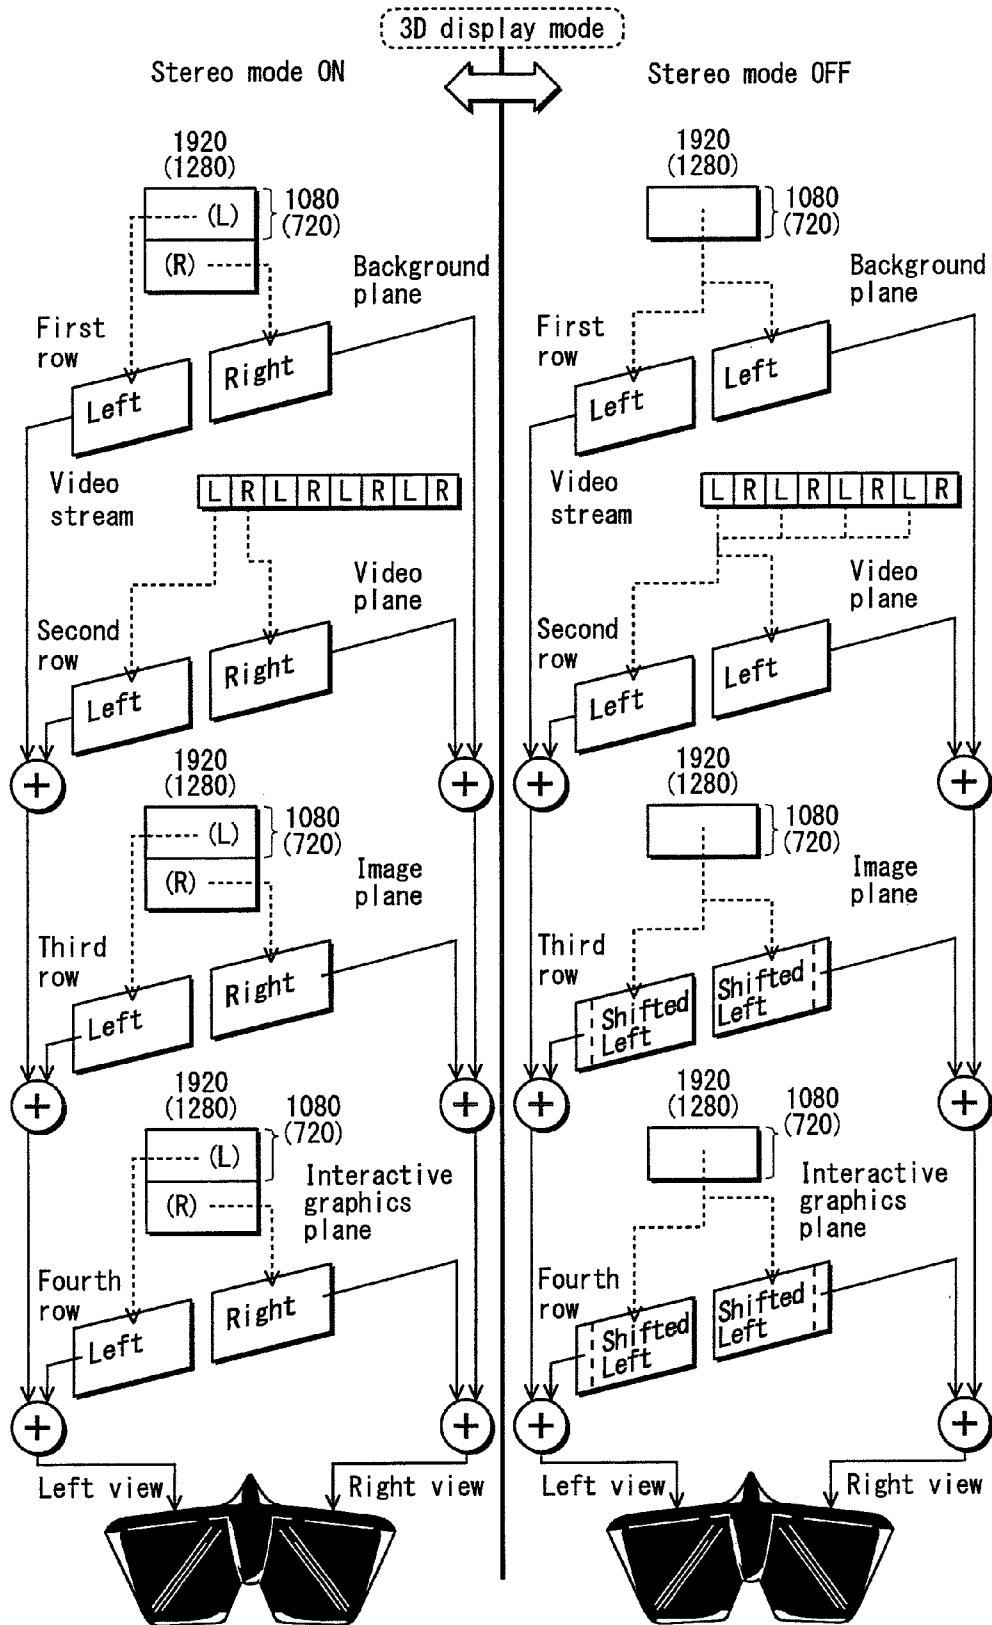 3D display mode
Stereo mode ON
1920
(1280)
(L)
1080
(720)
(R)
Background
plane
First
row
Left
Right
Video
stream
L R L R L R L R
Video
plane
Second
row
Left
Right
+
+
1920
(1280)
(L)
1080
(720)
(R)
Image
plane
Third
row
Left
Right
+
+
1920
(1280)
(L)
1080
(720)
(R)
Interactive
graphics
plane
Fourth
row
Left
Right
+
+
Left view
Right view
Stereo mode OFF
1920
(1280)
1080
(720)
Background
plane
First
row
Left
Left
Video
stream
L R L R L R L R
Video
plane
Second
row
Left
Left
+
+
1920
(1280)
1080
(720)
Image
plane
Third
row
Shifted
Left
Shifted
Left
+
+
1920
(1280)
1080
(720)
Interactive
graphics
plane
Fourth
row
Shifted
Left
Shifted
Left
+
+
Left view
Right view